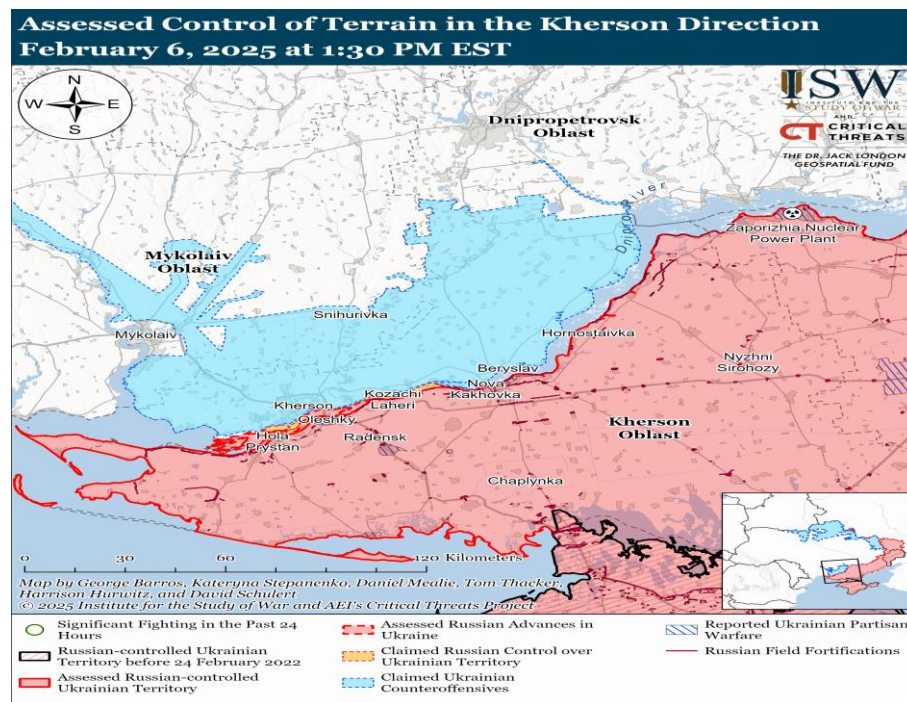 Assessed Control of Terrain in the Kherson Direction
February 6, 2025 at 1:30 PM EST
N
W
E
S
ISW
INSTITUTE FOR THE
STUDY OF WAR
AND
CT CRITICAL
THREATS
THE DR. JACK LONDON
GEOSPATIAL FUND
Dnipropetrovsk
Oblast
Dnipro River
Zaporizhia Nuclear
Power Plant
Mykolaiv
Oblast
Snihurivka
Mykolaiv
Hornostaivka
Nyzhni
Sirohozy
Beryslav
Nova
Kakhovka
Kozachi
Laheri
Kherson
Oleshky
Hola
Prystan
Radensk
Kherson
Oblast
Chaplynka
0 30 60 120 Kilometers
Map by George Barros, Kateryna Stepanenko, Daniel Mealie, Tom Thacker,
Harrison Hurwitz, and David Schulert
© 2025 Institute for the Study of War and AEI's Critical Threats Project
Significant Fighting in the Past 24
Hours
Russian-controlled Ukrainian
Territory before 24 February 2022
Assessed Russian-controlled
Ukrainian Territory
Assessed Russian Advances in
Ukraine
Claimed Russian Control over
Ukrainian Territory
Claimed Ukrainian
Counteroffensives
Reported Ukrainian Partisan
Warfare
Russian Field Fortifications